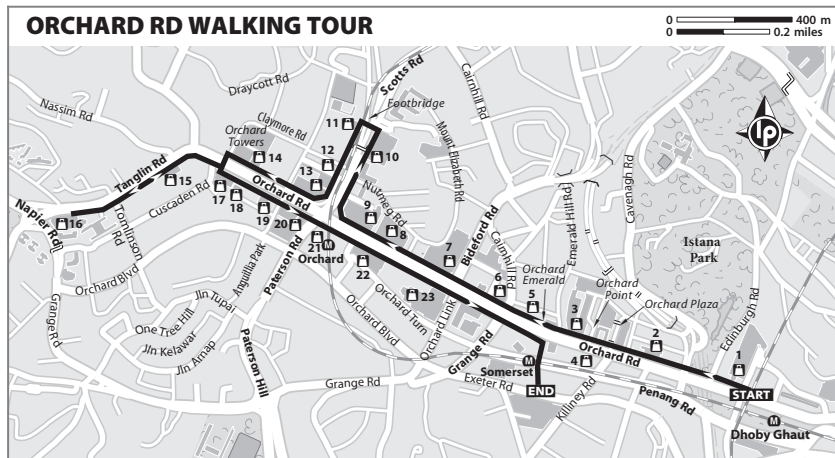 ORCHARD RD WALKING TOUR
0 400 m
0 0.2 miles
Scotts Rd
Cairnhill Rd
Draycott Rd
Footbridge
Nassim Rd
Claymore Rd
11
Orchard
Towers
14
12
10
Mount Elizabeth Rd
lp
Tanglin Rd
15
13
Cavenagh Rd
Cuscaden Rd
17
18
Orchard Rd
Nutmeg Rd
Emerald Hill Rd
Napier Rd
16
Tomlinson
Rd
19
20
9
8
Bideford Rd
Istana
Park
21
M
Orchard
7
Cairnhill Rd
Orchard Blvd
Anguillia Park
Paterson Rd
22
Orchard
Emerald
Orchard
Point
Orchard Plaza
Grange Rd
Jln Tupai
23
6
5
3
Edinburgh Rd
One Tree Hill
Orchard Turn
Orchard Link
2
Jln Kelawar
Orchard Blvd
Orchard Rd
1
Jln Arnap
Paterson Hill
Grange Rd
M
Somerset
4
Grange Rd
Exeter Rd
END
Killiney Rd
Penang Rd
START
M
Dhoby Ghaut